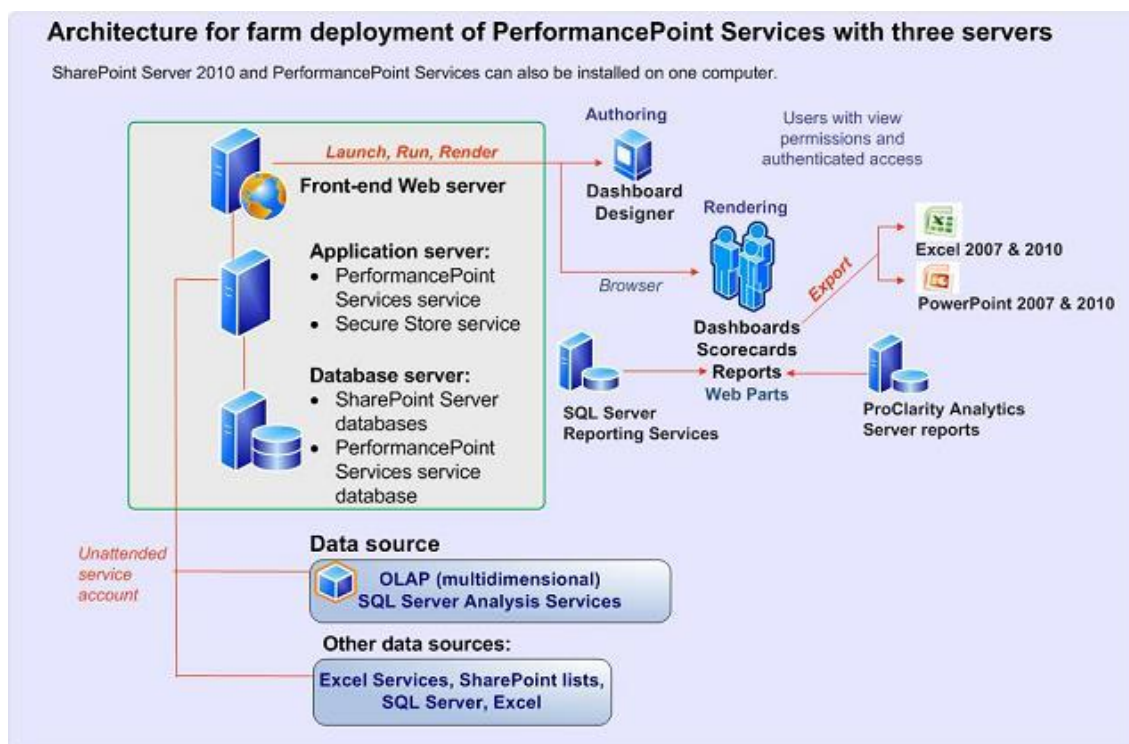 Architecture for farm deployment of PerformancePoint Services with three servers
SharePoint Server 2010 and PerformancePoint Services can also be installed on one computer.
Launch, Run, Render
Front-end Web server
Application server:
• PerformancePoint
Services service
• Secure Store service
Database server:
• SharePoint Server
databases
• PerformancePoint
Services service
database
Authoring
Dashboard
Designer
Users with view
permissions and
authenticated access
Rendering
Browser
Export
Excel 2007 & 2010
PowerPoint 2007 & 2010
Dashboards
Scorecards
Reports
Web Parts
SQL Server
Reporting Services
ProClarity Analytics
Server reports
Unattended
service
account
Data source
OLAP (multidimensional)
SQL Server Analysis Services
Other data sources:
Excel Services, SharePoint lists,
SQL Server, Excel